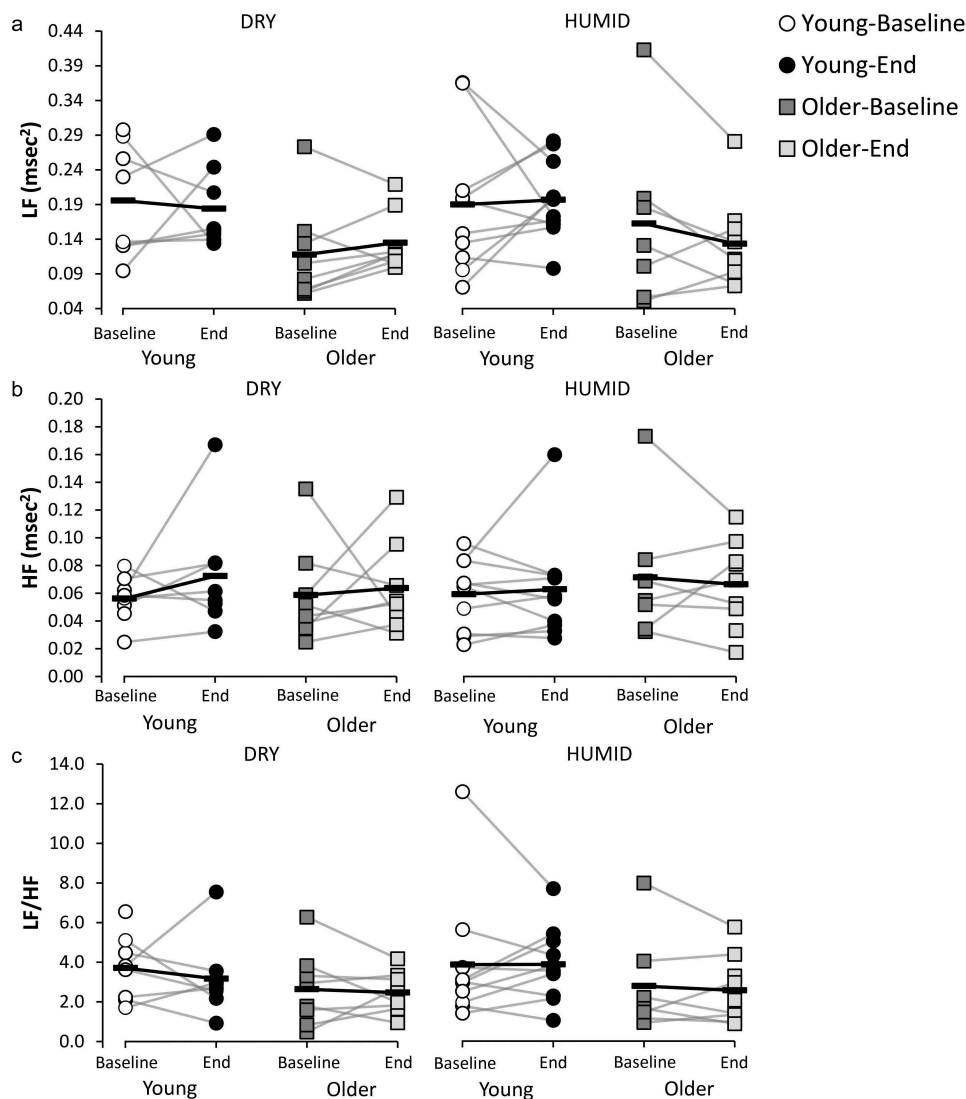 a
DRY
HUMID
Young-Baseline
Young-End
Older-Baseline
Older-End
LF (msec²)
0.44
0.39
0.34
0.29
0.24
0.19
0.14
0.09
0.04
Baseline End Baseline End Baseline End Baseline End
Young Older Young Older
b
DRY
HUMID
HF (msec²)
0.20
0.18
0.16
0.14
0.12
0.10
0.08
0.06
0.04
0.02
0.00
Baseline End Baseline End Baseline End Baseline End
Young Older Young Older
c
DRY
HUMID
LF/HF
14.0
12.0
10.0
8.0
6.0
4.0
2.0
0.0
Baseline End Baseline End Baseline End Baseline End
Young Older Young Older